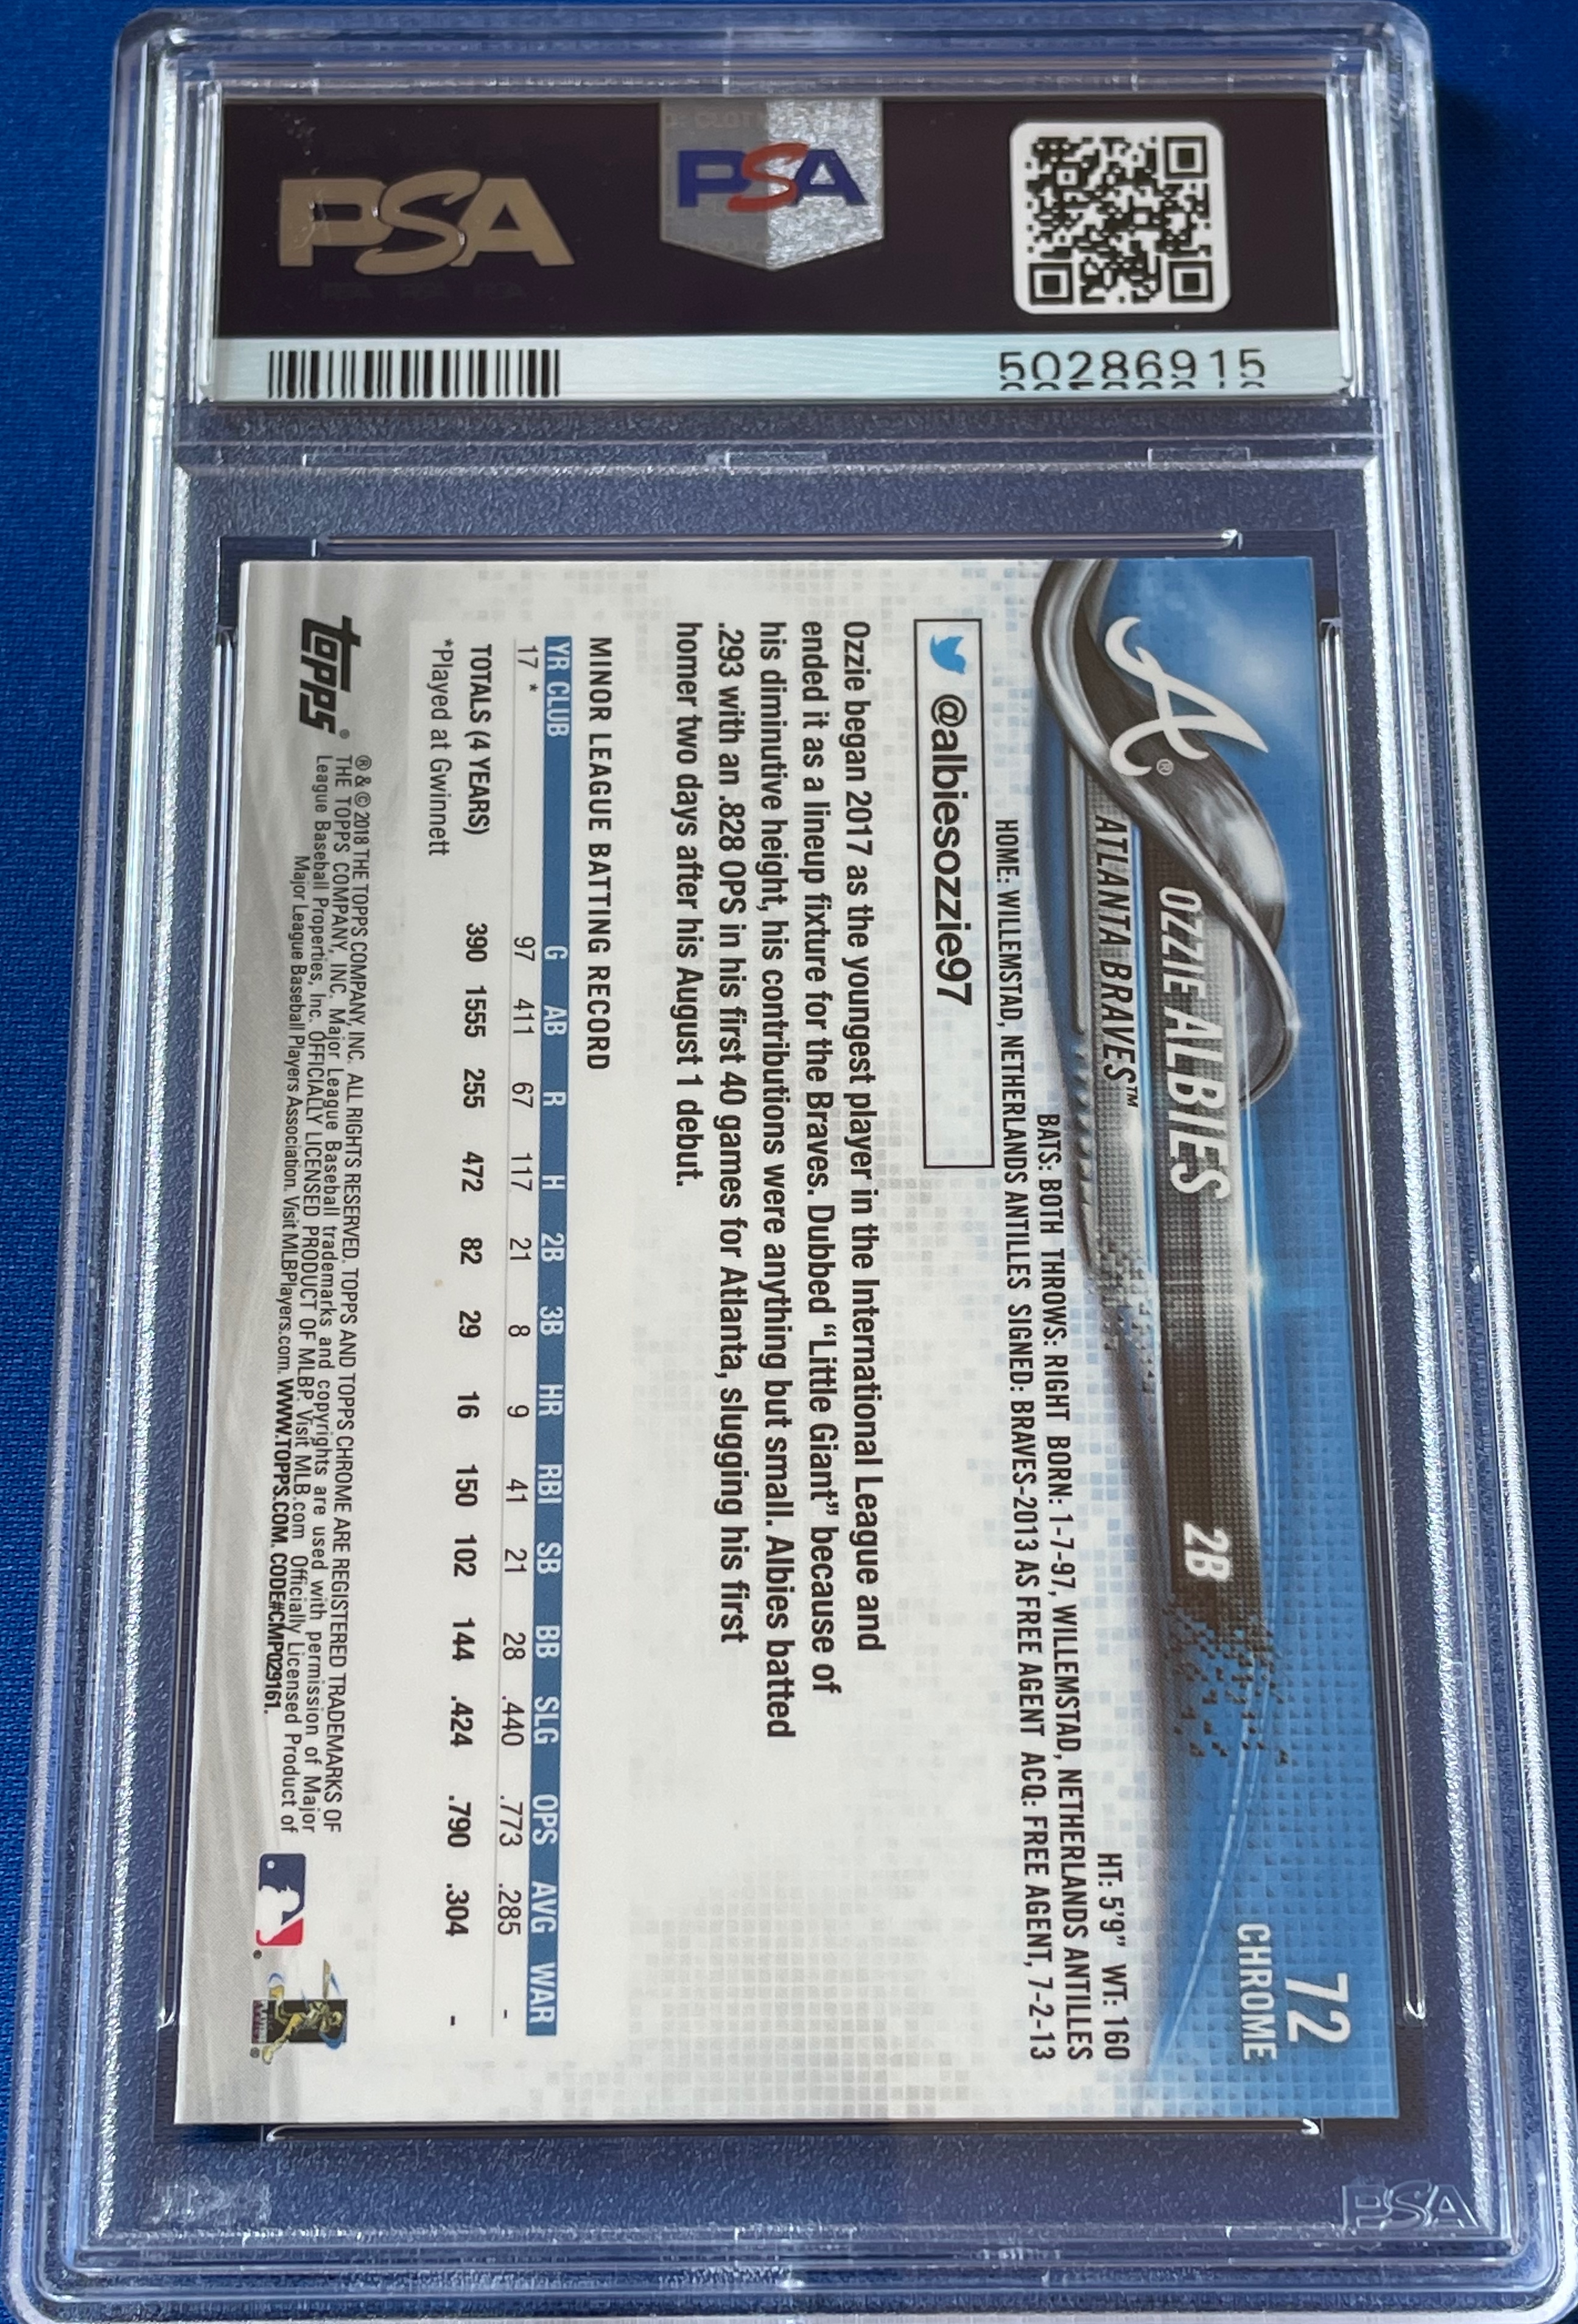 PSA
PSA
50286915
72
CHROME
OZZIE ALBIES 2B
ATLANTA BRAVES™
HT: 5'9" WT: 160
BATS: BOTH THROWS: RIGHT BORN: 1-7-97, WILLEMSTAD, NETHERLANDS ANTILLES
HOME: WILLEMSTAD, NETHERLANDS ANTILLES SIGNED: BRAVES-2013 AS FREE AGENT ACQ: FREE AGENT, 7-2-13
@albiesozzie97
Ozzie began 2017 as the youngest player in the International League and
ended it as a lineup fixture for the Braves. Dubbed “Little Giant” because of
his diminutive height, his contributions were anything but small. Albies batted
.293 with an .828 OPS in his first 40 games for Atlanta, slugging his first
homer two days after his August 1 debut.
MINOR LEAGUE BATTING RECORD
YR CLUB G AB R H 2B 3B HR RBI SB BB SLG OPS AVG WAR
17 * 97 411 67 117 21 8 9 41 21 28 .440 .773 .285 -
TOTALS (4 YEARS) 390 1555 255 472 82 29 16 150 102 144 .424 .790 .304 -
*Played at Gwinnett
topps®
® & © 2018 THE TOPPS COMPANY, INC. ALL RIGHTS RESERVED. TOPPS AND TOPPS CHROME ARE REGISTERED TRADEMARKS OF
THE TOPPS COMPANY, INC. Major League Baseball trademarks and copyrights are used with permission of Major
League Baseball Properties, Inc. OFFICIALLY LICENSED PRODUCT OF MLBP. Visit MLB.com Officially Licensed Product of
Major League Baseball Players Association. Visit MLBPlayers.com. WWW.TOPPS.COM. CODE#CMP029161.
PSA